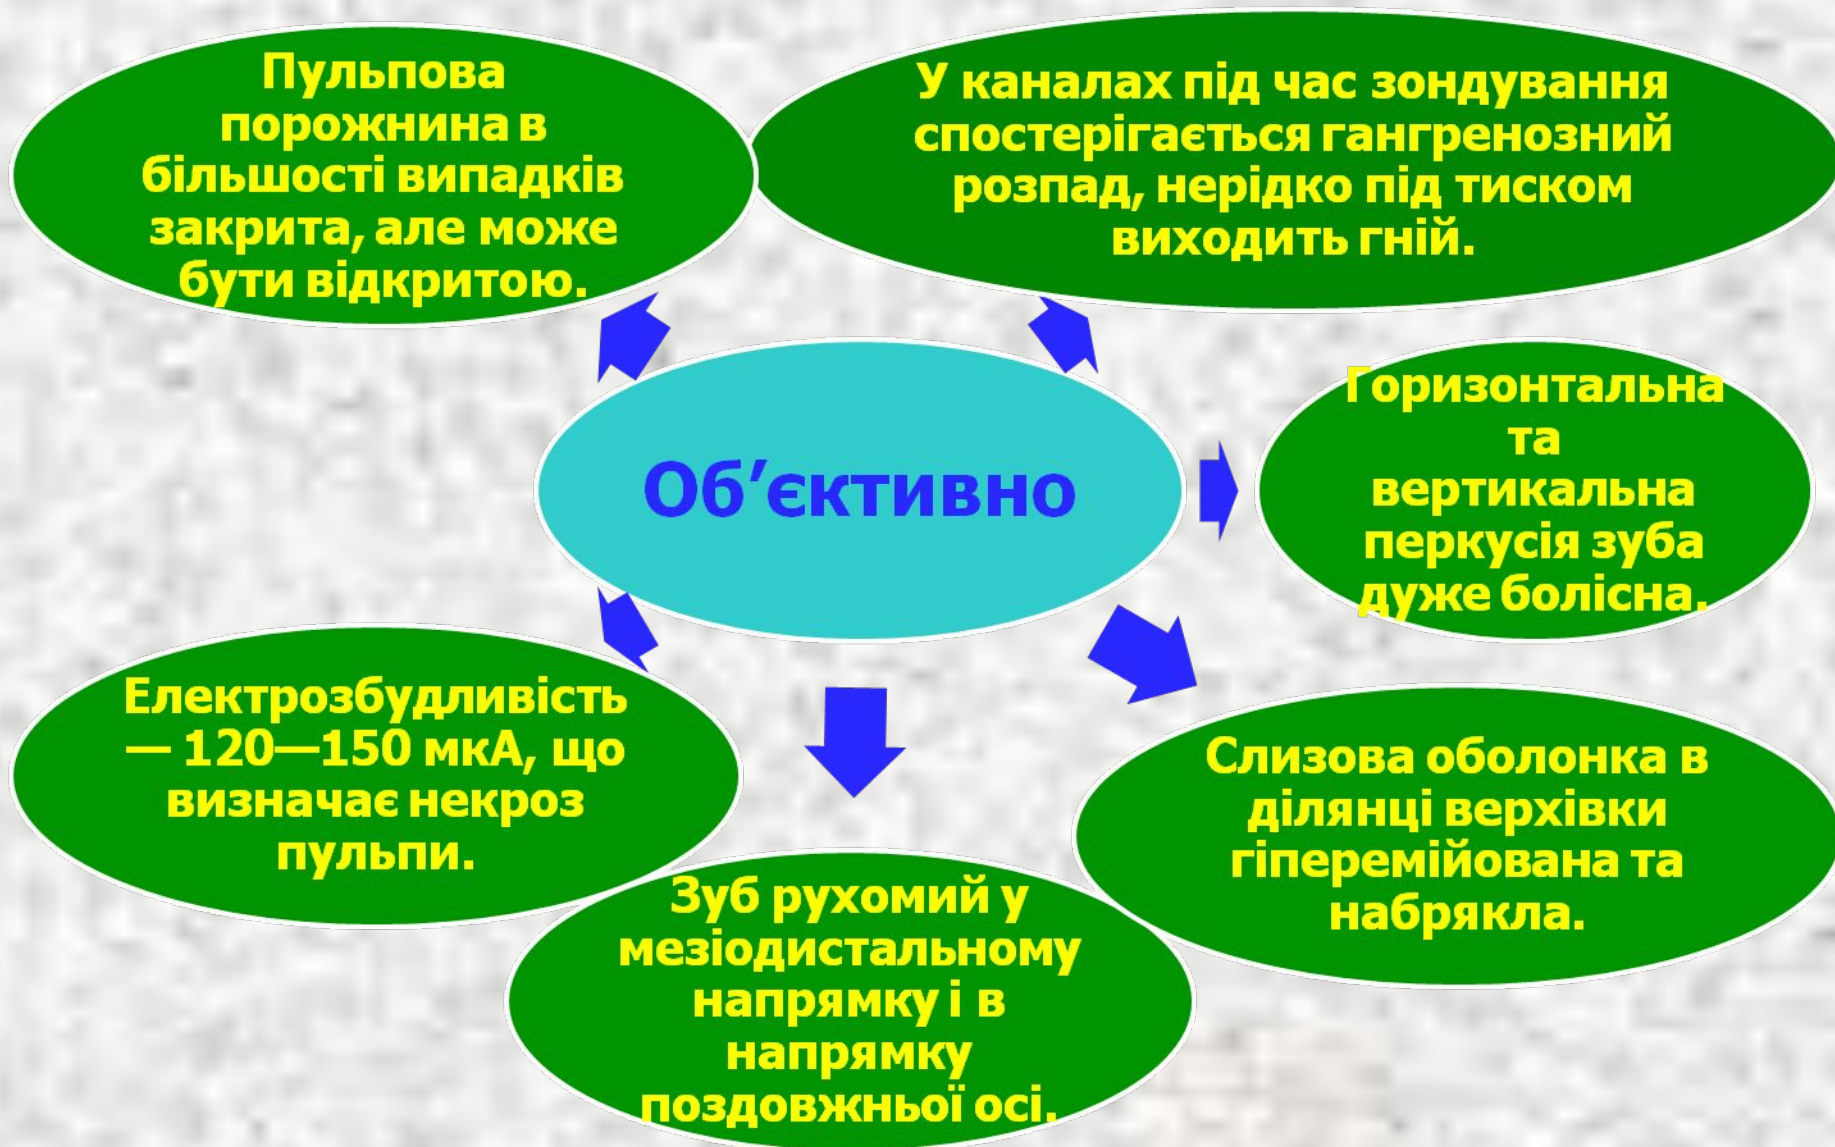 Пульпова
порожнина в
більшості випадків
закрита, але може
бути відкритою.
У каналах під час зондування
спостерігається гангренозний
розпад, нерідко під тиском
виходить гній.
Об’єктивно
Горизонтальна
та
вертикальна
перкусія зуба
дуже болісна.
Електрозбудливість
— 120—150 мкА, що
визначає некроз
пульпи.
Слизова оболонка в
ділянці верхівки
гіперемійована та
набрякла.
Зуб рухомий у
мезіодистальному
напрямку і в
напрямку
поздовжньої осі.